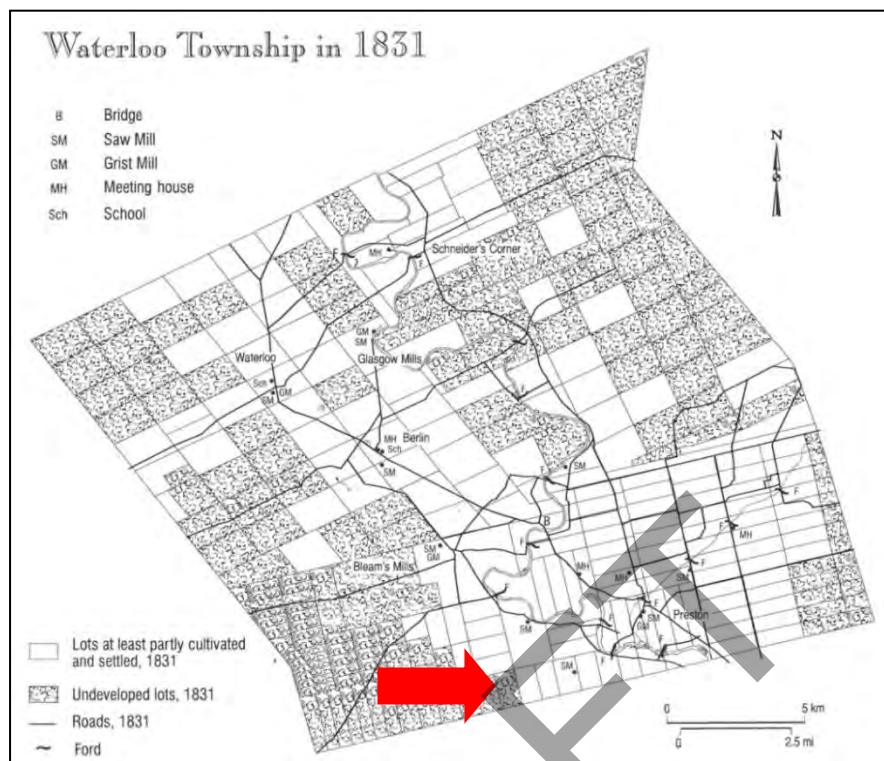 Waterloo Township in 1831
B Bridge
SM Saw Mill
GM Grist Mill
MH Meeting house
Sch School
N
MH
Schneider's Corner
F
F
GM
SM
Glasgow Mills
Waterloo
Sch
GM
SM
F
MH
Berlin
Sch
SM
SM
F
F
B
F
SM
GM
Bleam's Mills
F
MH
F
MH
MH
SM
F
F
SM
GM
Preston
F
SM
F
F
SM
Lots at least partly cultivated
and settled, 1831
Undeveloped lots, 1831
Roads, 1831
Ford
0 5 km
0 2.5 mi